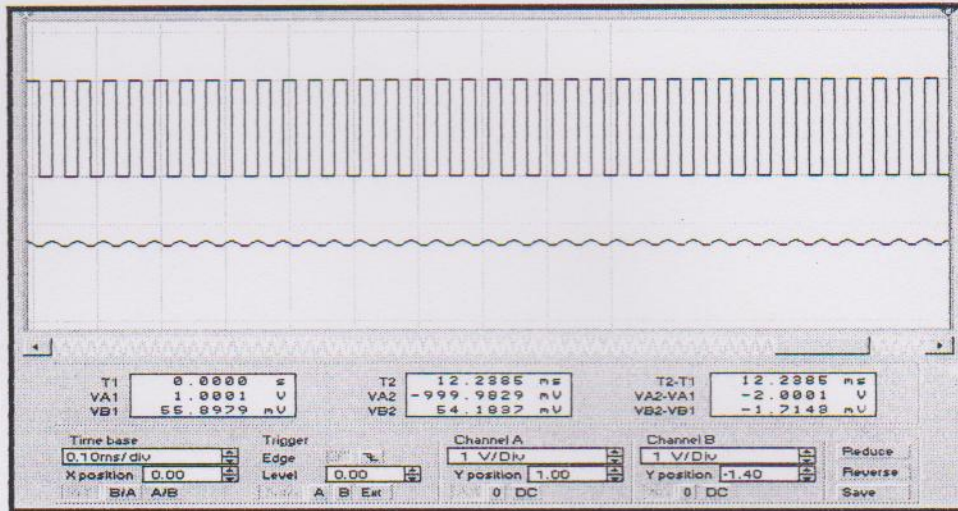 T1 0.0000 s
VA1 1.0001 V
VB1 55.8979 mV
T2 12.2385 ms
VA2 -999.9829 mV
VB2 54.1837 mV
T2-T1 12.2385 ms
VA2-VA1 -2.0001 V
VB2-VB1 -1.7143 mV
Time base
0.10ms/div
X position 0.00
B/A A/B
Trigger
Edge
Level 0.00
A B Ext
Channel A
1 V/Div
Y position 1.00
0 DC
Channel B
1 V/Div
Y position -1.40
0 DC
Reduce
Reverse
Save